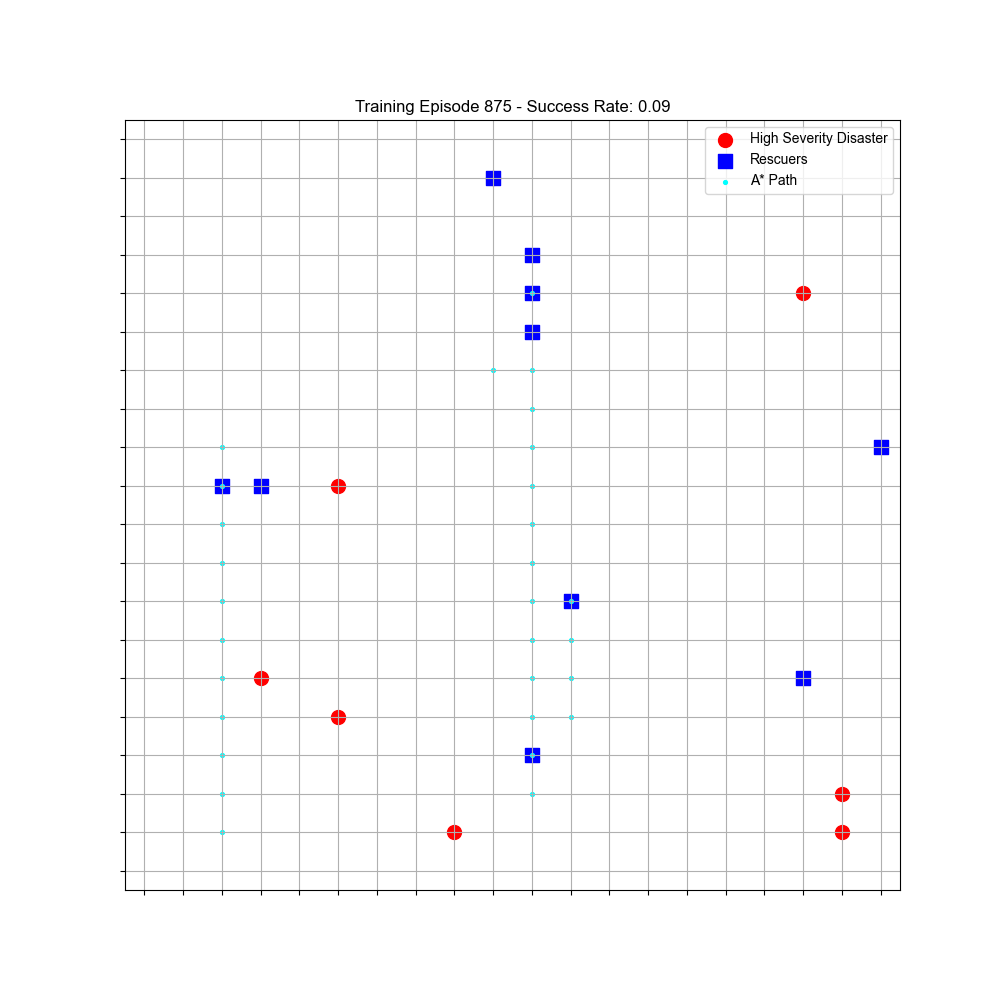 Training Episode 875 - Success Rate: 0.09
High Severity Disaster
Rescuers
A* Path